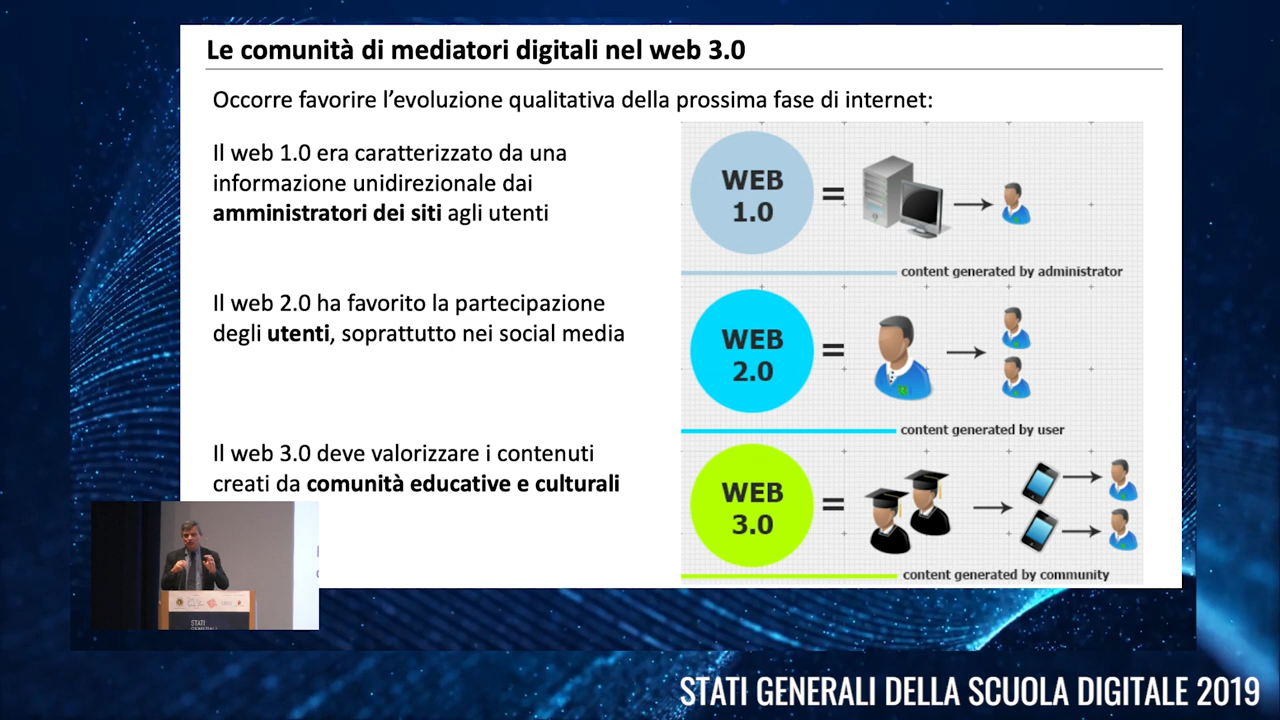 Le comunità di mediatori digitali nel web 3.0
Occorre favorire l'evoluzione qualitativa della prossima fase di internet:
Il web 1.0 era caratterizzato da una
informazione unidirezionale dai
amministratori dei siti agli utenti
WEB
1.0
=
content generated by administrator
Il web 2.0 ha favorito la partecipazione
degli utenti, soprattutto nei social media
WEB
2.0
=
content generated by user
Il web 3.0 deve valorizzare i contenuti
creati da comunità educative e culturali
WEB
3.0
=
content generated by community
STATI
GENERALI
STATI GENERALI DELLA SCUOLA DIGITALE 2019